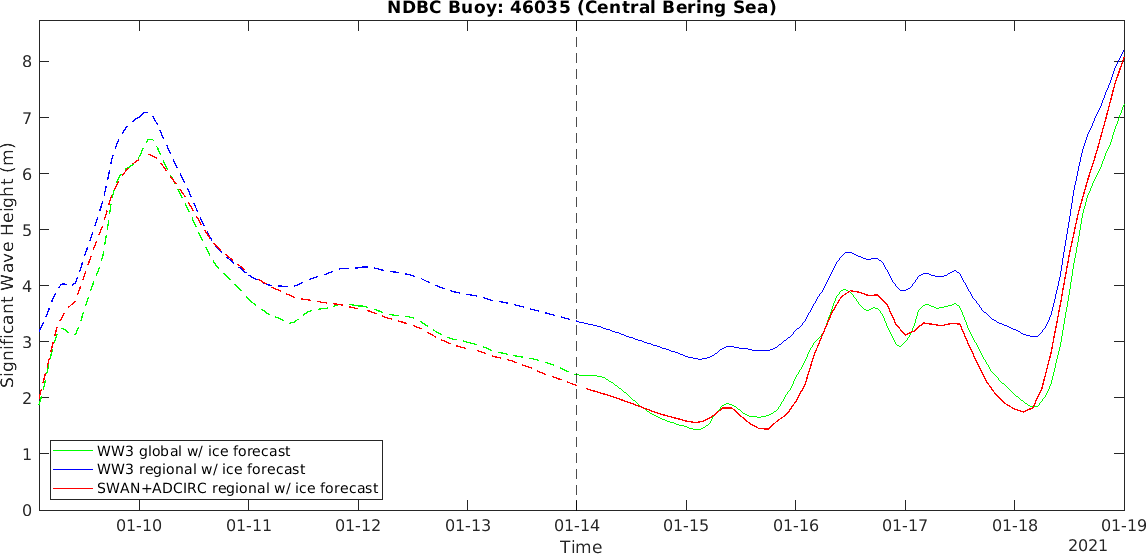 NDBC Buoy: 46035 (Central Bering Sea)
Significant Wave Height (m)
8
7
6
5
4
3
2
1
0
WW3 global w/ ice forecast
WW3 regional w/ ice forecast
SWAN+ADCIRC regional w/ ice forecast
01-10 01-11 01-12 01-13 01-14 01-15 01-16 01-17 01-18 01-19
Time
2021